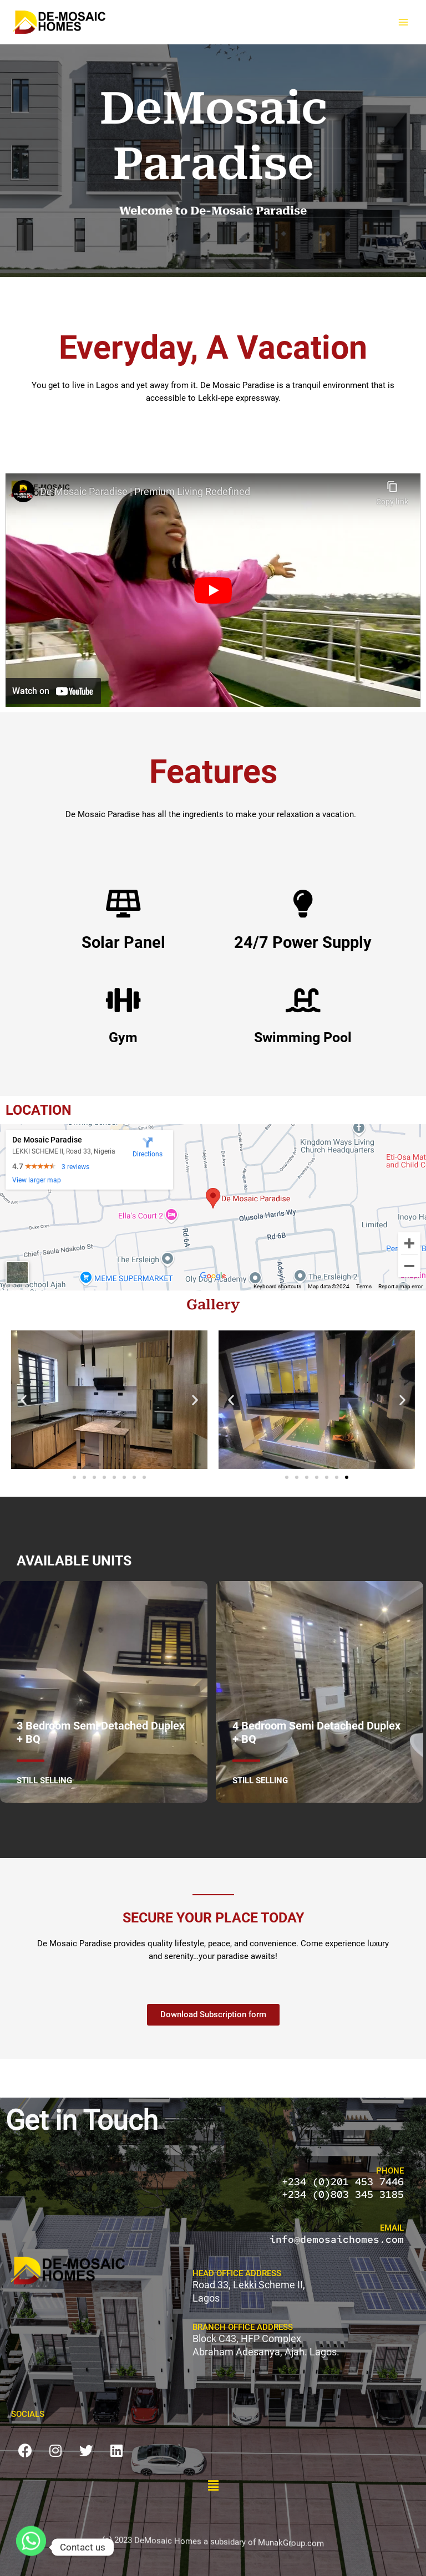 DE-MOSAIC
HOMES
DeMosaic
Paradise
Welcome to De-Mosaic Paradise
Everyday, A Vacation
You get to live in Lagos and yet away from it. De Mosaic Paradise is a tranquil environment that is
accessible to Lekki-epe expressway.
De Mosaic Paradise | Premium Living Redefined
Watch on YouTube
Features
De Mosaic Paradise has all the ingredients to make your relaxation a vacation.
Solar Panel
24/7 Power Supply
Gym
Swimming Pool
LOCATION
De Mosaic Paradise
LEKKI SCHEME II, Road 33, Nigeria
Directions
4.7
3 reviews
View larger map
Kingdom Ways Living
Church Headquarters
Eti-Osa Mat
and Child C
De Mosaic Paradise
Ella's Court 2
Olusola Harris Wy
Inoyo Ha
Limited
Rd 6A
Rd 6B
Chief. Saula Ndakolo St
The Ersleigh
MEME SUPERMARKET
Google
Oly Dog Academy
The Ersleigh 2
Keyboard shortcuts
Map data ©2024
Terms
Report a map error
Gallery
AVAILABLE UNITS
3 Bedroom Semi Detached Duplex
+ BQ
STILL SELLING
4 Bedroom Semi Detached Duplex
+ BQ
STILL SELLING
SECURE YOUR PLACE TODAY
De Mosaic Paradise provides quality lifestyle, peace, and convenience. Come experience luxury
and serenity...your paradise awaits!
Download Subscription form
Get in Touch
PHONE
+234 (0)201 453 7446
+234 (0)803 345 3185
EMAIL
info@demosaichomes.com
DE-MOSAIC
HOMES
HEAD OFFICE ADDRESS
Road 33, Lekki Scheme II,
Lagos
BRANCH OFFICE ADDRESS
Block C43, HFP Complex
Abraham Adesanya, Ajah. Lagos.
SOCIALS
2023 DeMosaic Homes a subsidary of MunakGroup.com
Contact us